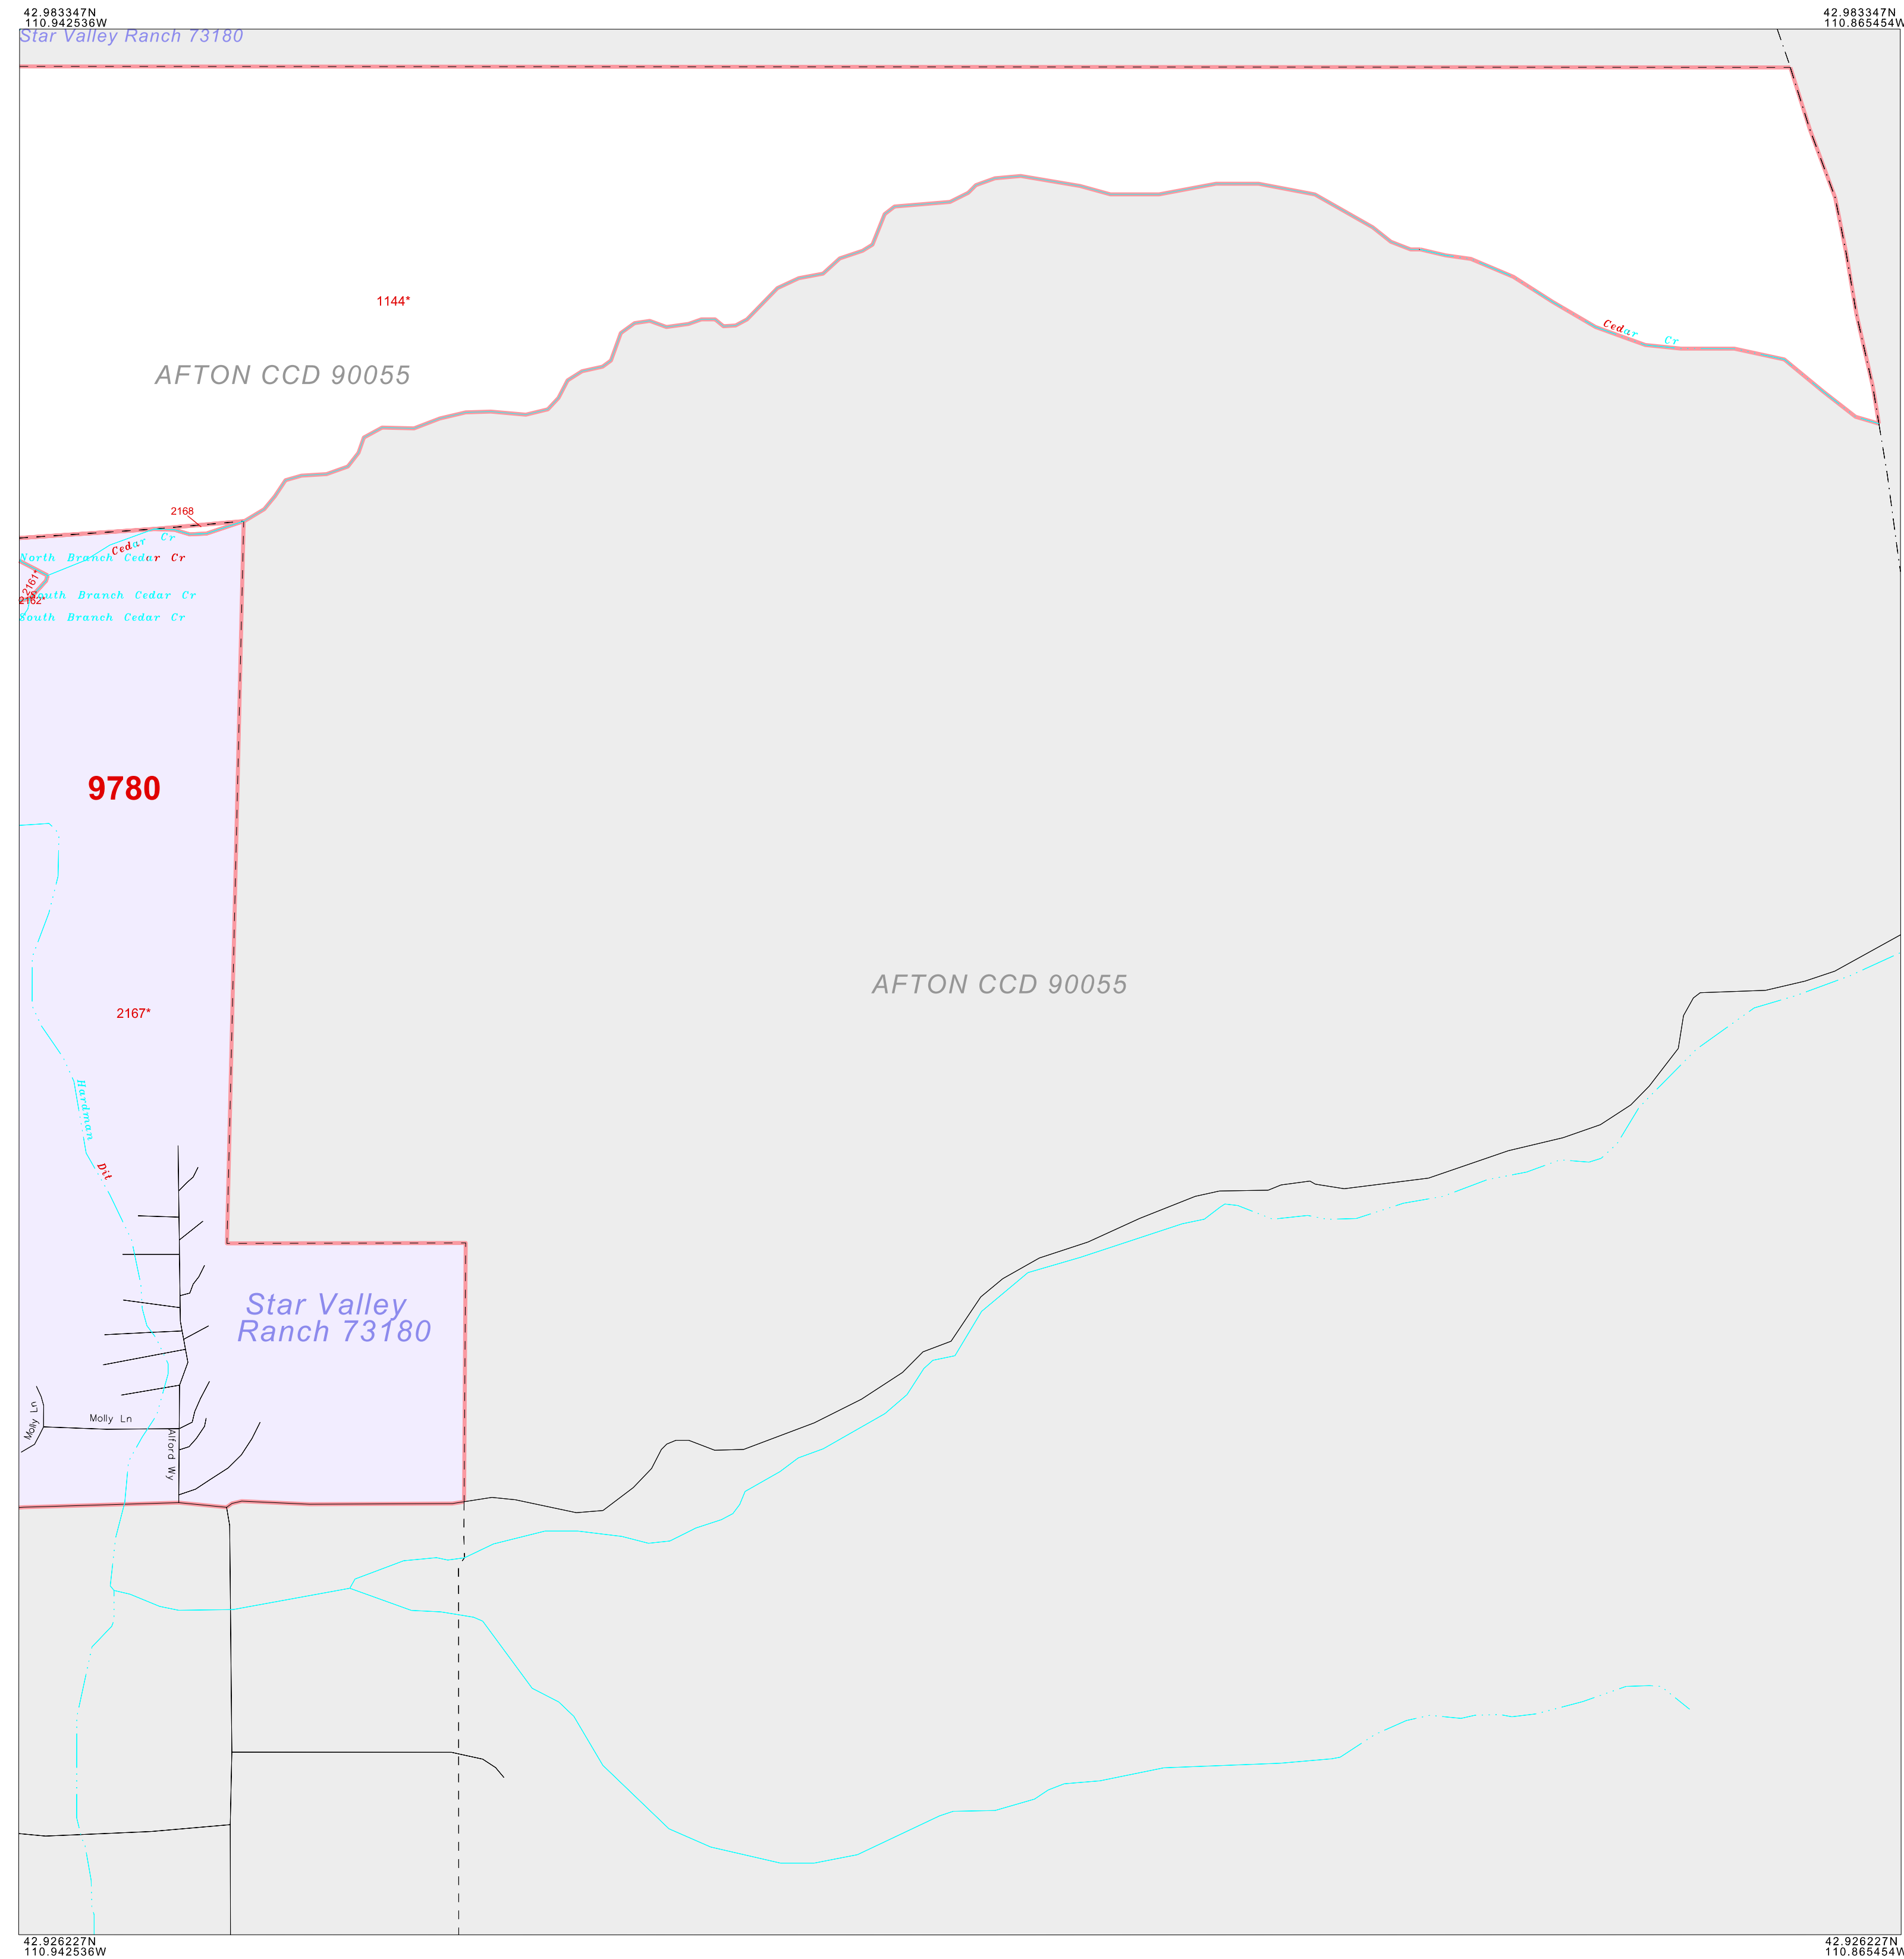 42.983347N
110.942536W
42.983347N
110.865454W
Star Valley Ranch 73180
1144*
Cedar Cr
AFTON CCD 90055
2168
Cedar Cr
North Branch Cedar Cr
2161*
2162*
South Branch Cedar Cr
South Branch Cedar Cr
9780
AFTON CCD 90055
2167*
Hardman
Dit
Star Valley
Ranch 73180
Molly Ln
Molly Ln
Alford Wy
42.926227N
110.942536W
42.926227N
110.865454W